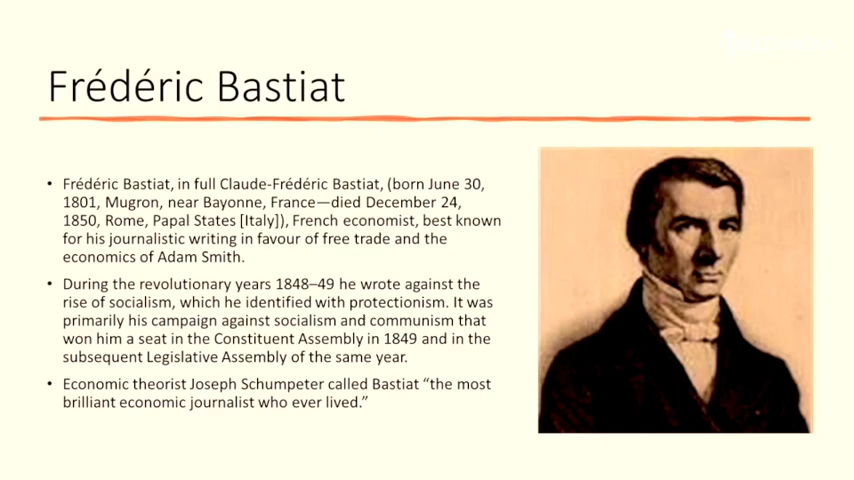 Frédéric Bastiat
• Frédéric Bastiat, in full Claude-Frédéric Bastiat, (born June 30,
1801, Mugron, near Bayonne, France—died December 24,
1850, Rome, Papal States [Italy]), French economist, best known
for his journalistic writing in favour of free trade and the
economics of Adam Smith.
• During the revolutionary years 1848–49 he wrote against the
rise of socialism, which he identified with protectionism. It was
primarily his campaign against socialism and communism that
won him a seat in the Constituent Assembly in 1849 and in the
subsequent Legislative Assembly of the same year.
• Economic theorist Joseph Schumpeter called Bastiat “the most
brilliant economic journalist who ever lived.”